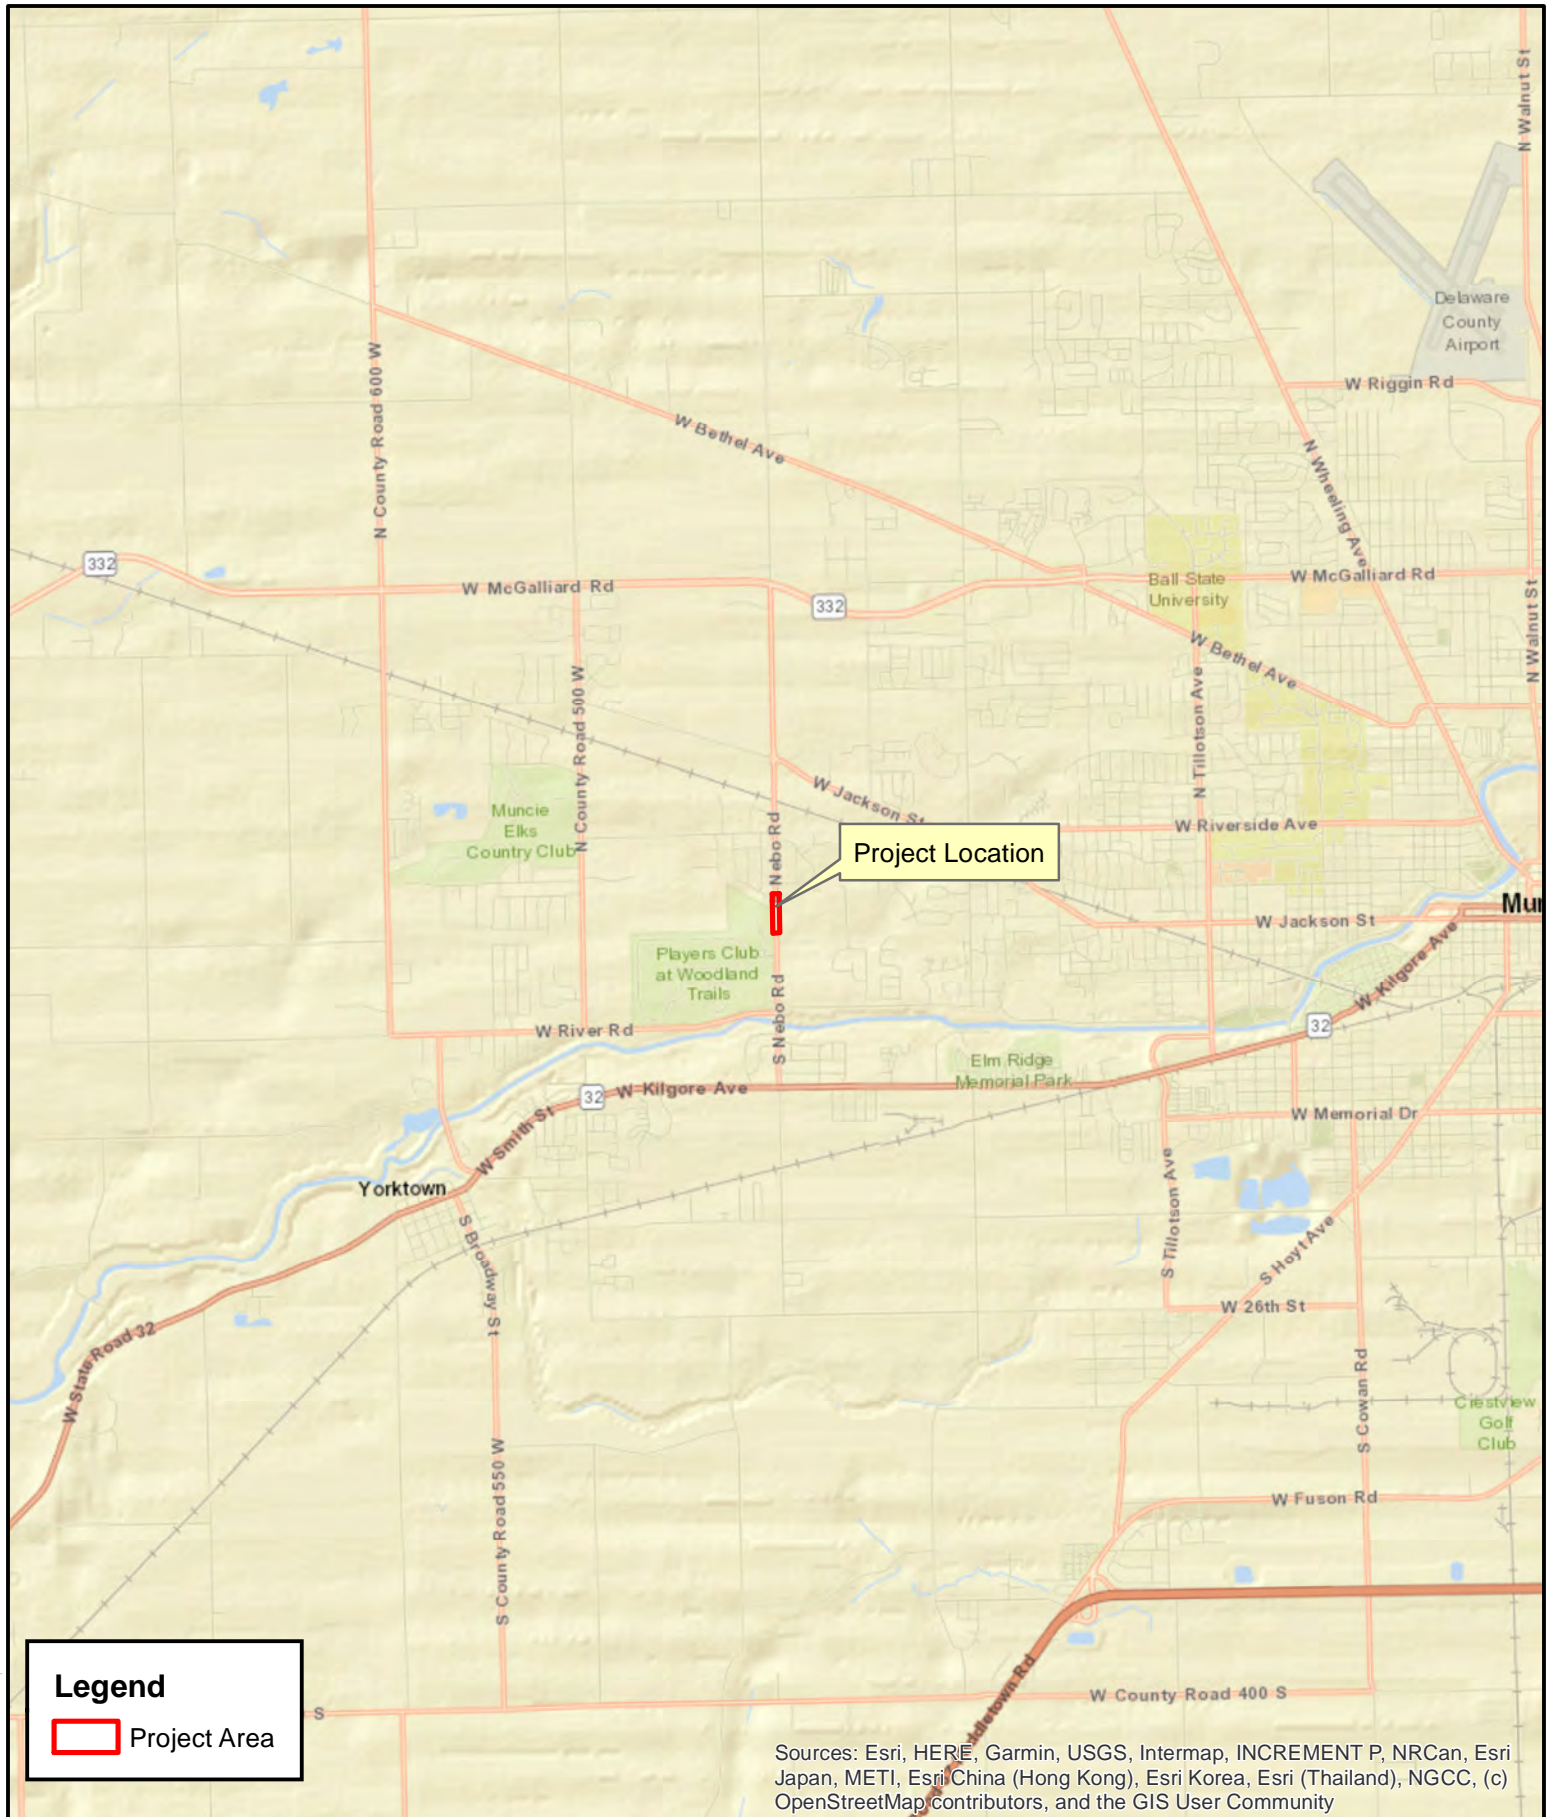 N Walnut St
Delaware
County
Airport
W Riggin Rd
N County Road 600 W
W Bethel Ave
N Wheeling Ave
332
W McGalliard Rd
332
Ball State
University
W McGalliard Rd
N Walnut St
W Bethel Ave
N County Road 500 W
N Tillotson Ave
Muncie
Elks
Country Club
W Jackson St
W Riverside Ave
Nebo Rd
Project Location
Mun
W Jackson St
W Kilgore Ave
Players Club
at Woodland
Trails
S Nebo Rd
W River Rd
32
Elm Ridge
Memorial Park
32
W Kilgore Ave
W Memorial Dr
W Smith St
Yorktown
S Tillotson Ave
S Broadway St
S Hoyt Ave
W 26th St
W State Road 32
S Cowan Rd
Crestview
Golf
Club
S County Road 550 W
W Fuson Rd
Legend
Project Area
S
W County Road 400 S
ddletown Rd
Sources: Esri, HERE, Garmin, USGS, Intermap, INCREMENT P, NRCan, Esri
Japan, METI, Esri China (Hong Kong), Esri Korea, Esri (Thailand), NGCC, (c)
OpenStreetMap contributors, and the GIS User Community